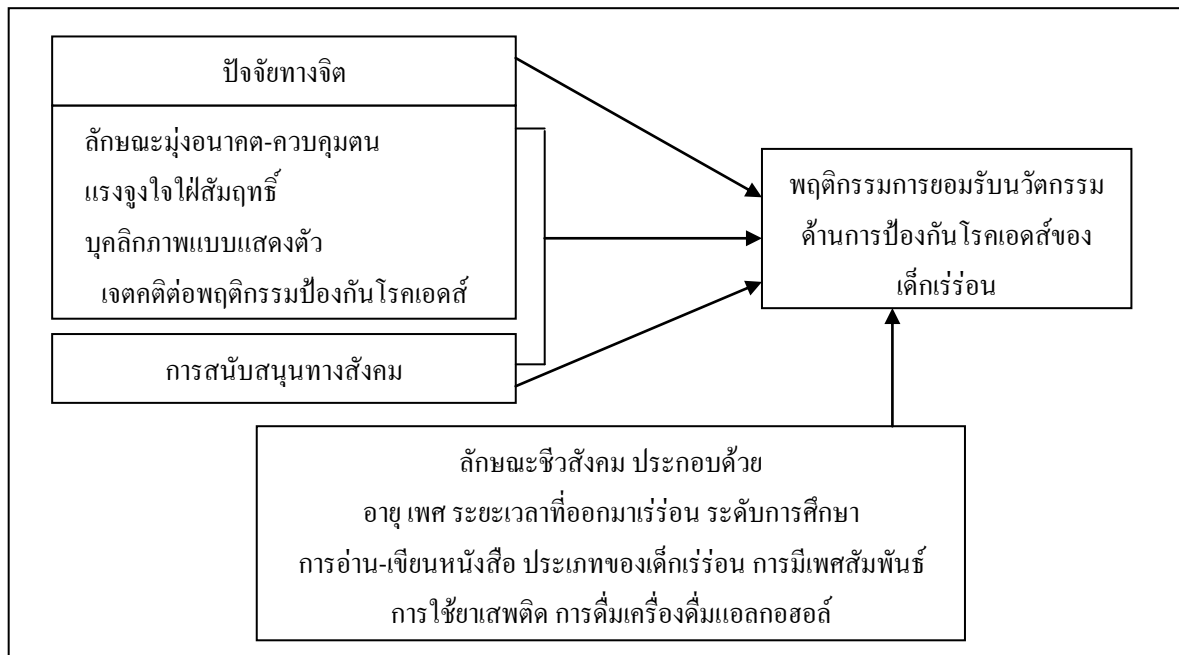 ปัจจัยทางจิต
ลักษณะมุ่งอนาคต-ควบคุมตน
แรงจูงใจใฝ่สัมฤทธิ์
บุคลิกภาพแบบแสดงตัว
เจตคติต่อพฤติกรรมป้องกันโรคเอดส์
การสนับสนุนทางสังคม
พฤติกรรมการยอมรับนวัตกรรม
ด้านการป้องกันโรคเอดส์ของ
เด็กเร่ร่อน
ลักษณะชีวสังคม ประกอบด้วย
อายุ เพศ ระยะเวลาที่ออกมาเร่ร่อน ระดับการศึกษา
การอ่าน-เขียนหนังสือ ประเภทของเด็กเร่ร่อน การมีเพศสัมพันธ์
การใช้ยาเสพติด การดื่มเครื่องดื่มแอลกอฮอล์